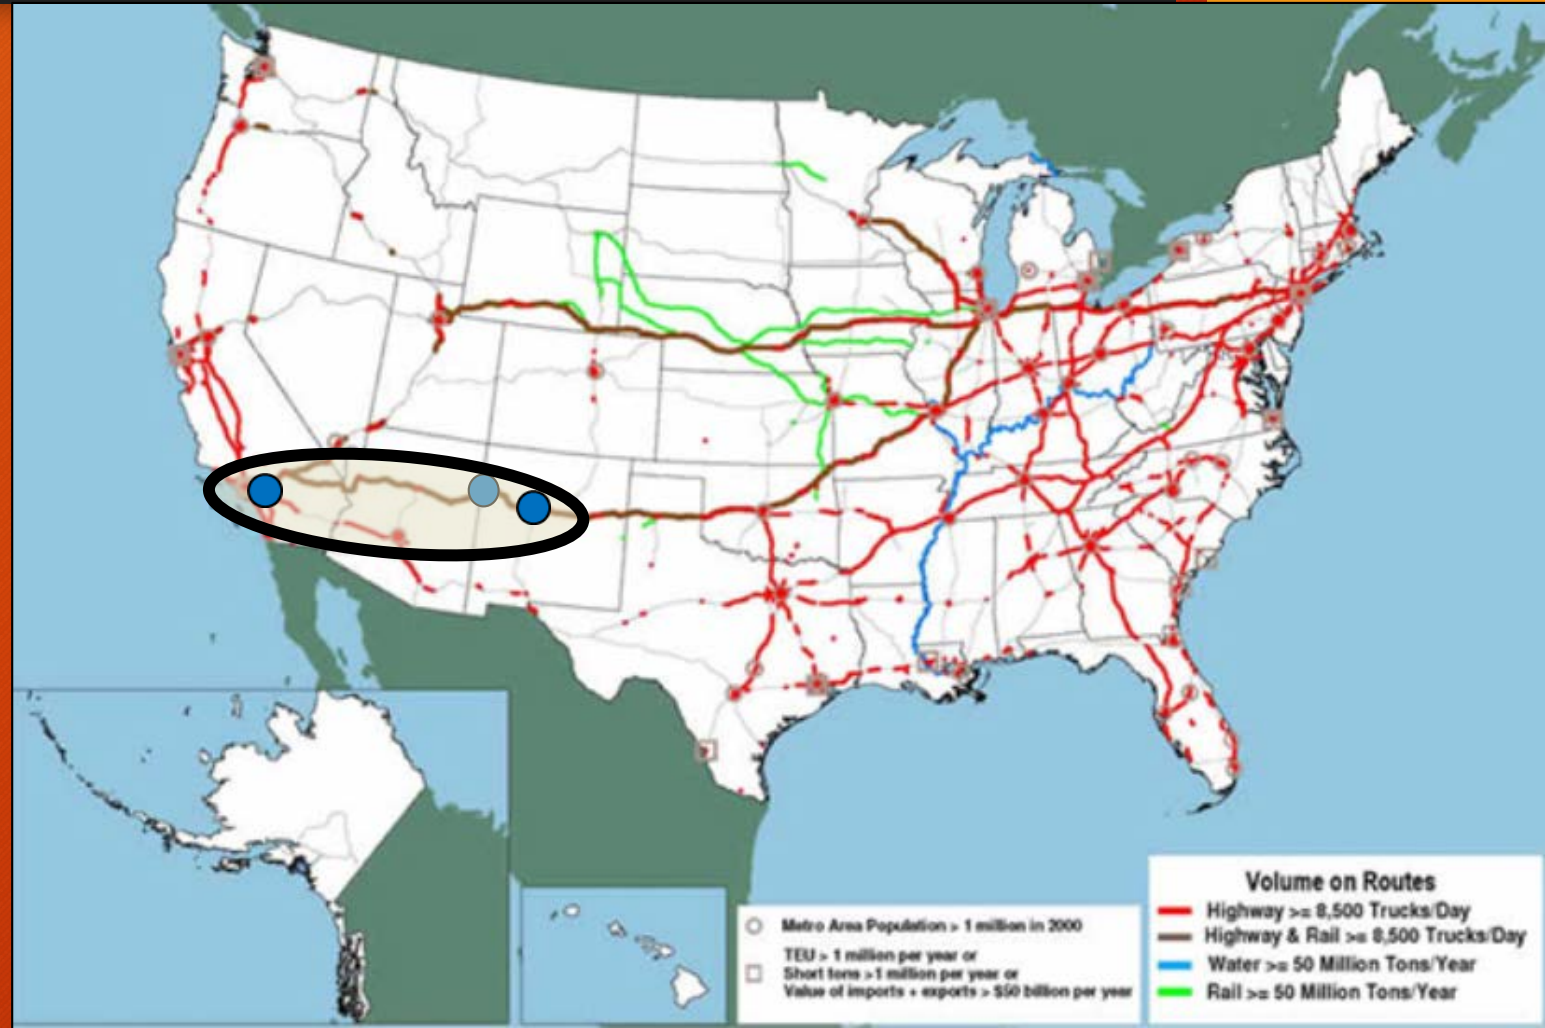 Volume on Routes
Highway >= 8,500 Trucks/Day
Highway & Rail >= 8,500 Trucks/Day
Water >= 50 Million Tons/Year
Rail >= 50 Million Tons/Year
Metro Area Population > 1 million in 2000
TEU > 1 million per year or
Short tons >1 million per year or
Value of imports + exports > $50 billion per year